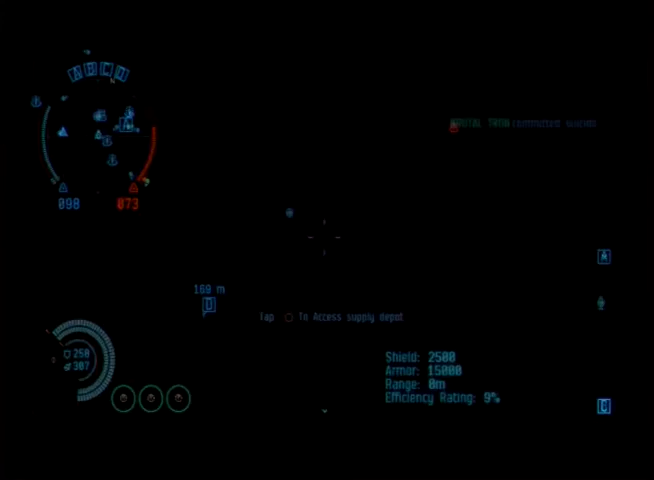 A B C D
098 073
committed suicide
169 m
D
Tap To Access supply depot
250
307
Shield: 2500
Armor: 15000
Range: 0m
Efficiency Rating: 9%